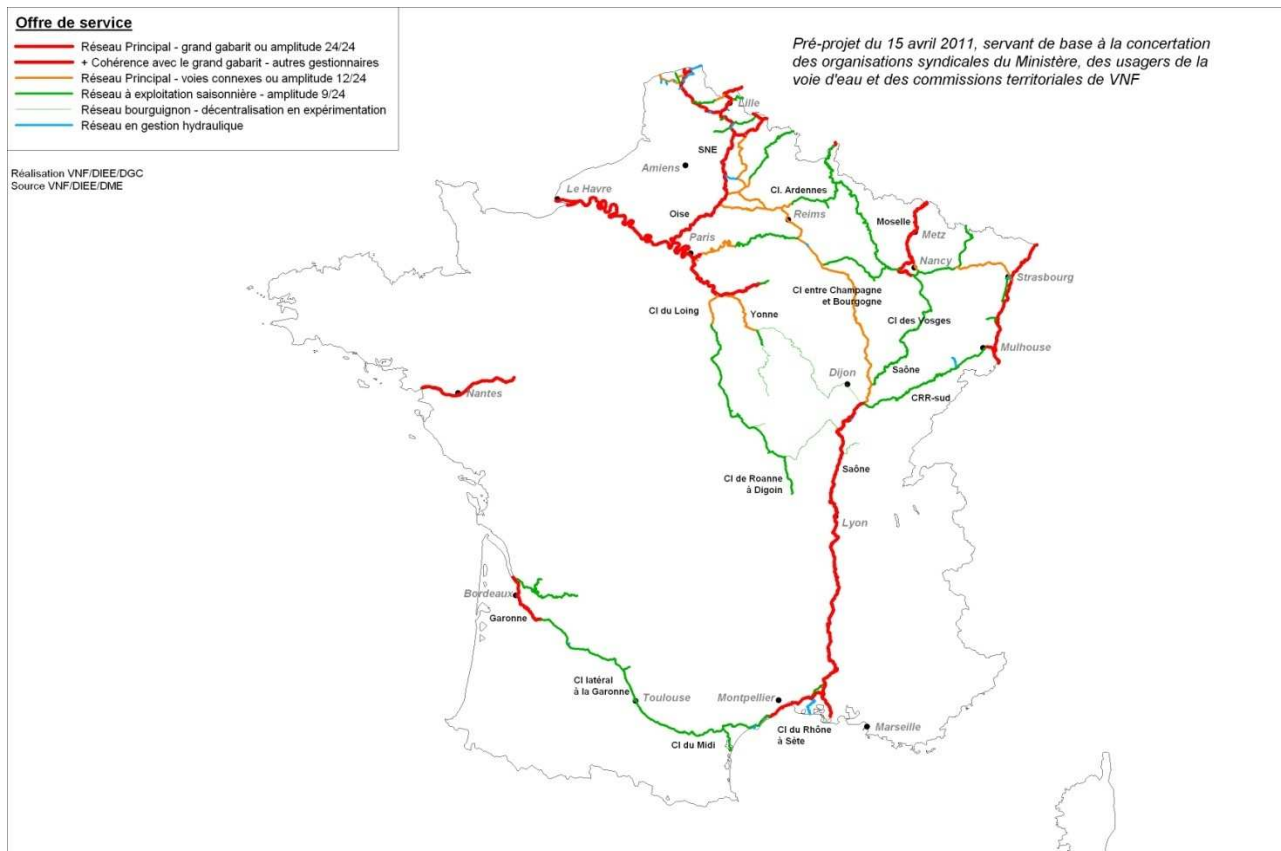 Offre de service
Réseau Principal - grand gabarit ou amplitude 24/24
+ Cohérence avec le grand gabarit - autres gestionnaires
Réseau Principal - voies connexes ou amplitude 12/24
Réseau à exploitation saisonnière - amplitude 9/24
Réseau bourguignon - décentralisation en expérimentation
Réseau en gestion hydraulique
Réalisation VNF/DIEE/DGC
Source VNF/DIEE/DME
Pré-projet du 15 avril 2011, servant de base à la concertation
des organisations syndicales du Ministère, des usagers de la
voie d'eau et des commissions territoriales de VNF
Lille
SNE
Amiens
Cl. Ardennes
Le Havre
Oise
Reims
Moselle
Metz
Paris
Nancy
Strasbourg
Cl entre Champagne
et Bourgogne
Cl du Loing
Yonne
Cl des Vosges
Mulhouse
Dijon
Saône
Nantes
CRR-sud
Saône
Cl de Roanne
à Digoin
Lyon
Bordeaux
Garonne
Cl latéral
à la Garonne
Toulouse
Montpellier
Marseille
Cl du Rhône
à Sète
Cl du Midi